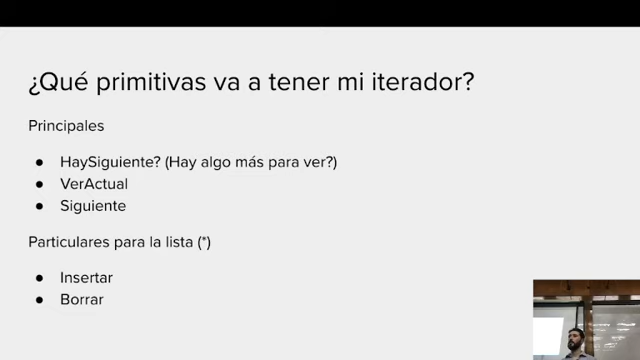 ¿Qué primitivas va a tener mi iterador?
Principales
● HaySiguiente? (Hay algo más para ver?)
● VerActual
● Siguiente
Particulares para la lista (*)
● Insertar
● Borrar